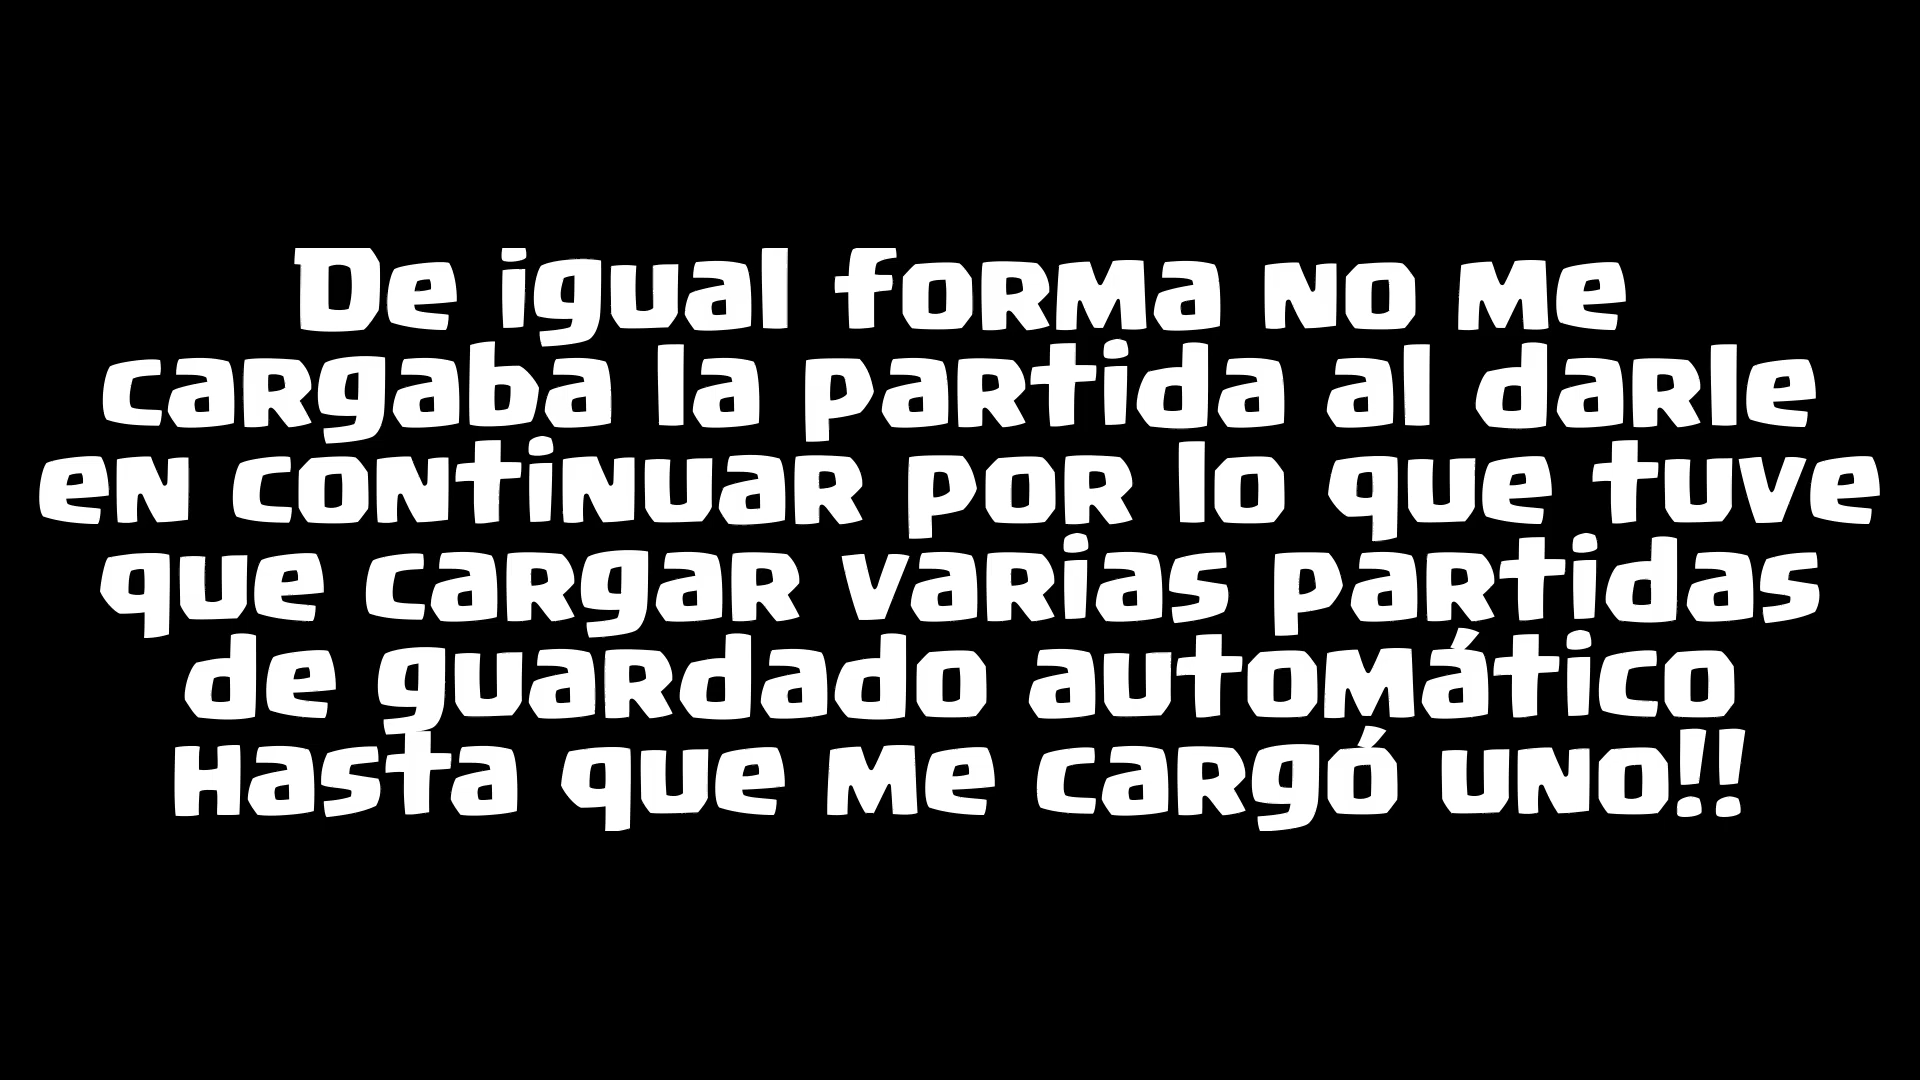 De igual forma no me
cargaba la partida al darle
en continuar por lo que tuve
que cargar varias partidas
de guardado automático
hasta que me cargó uno!!